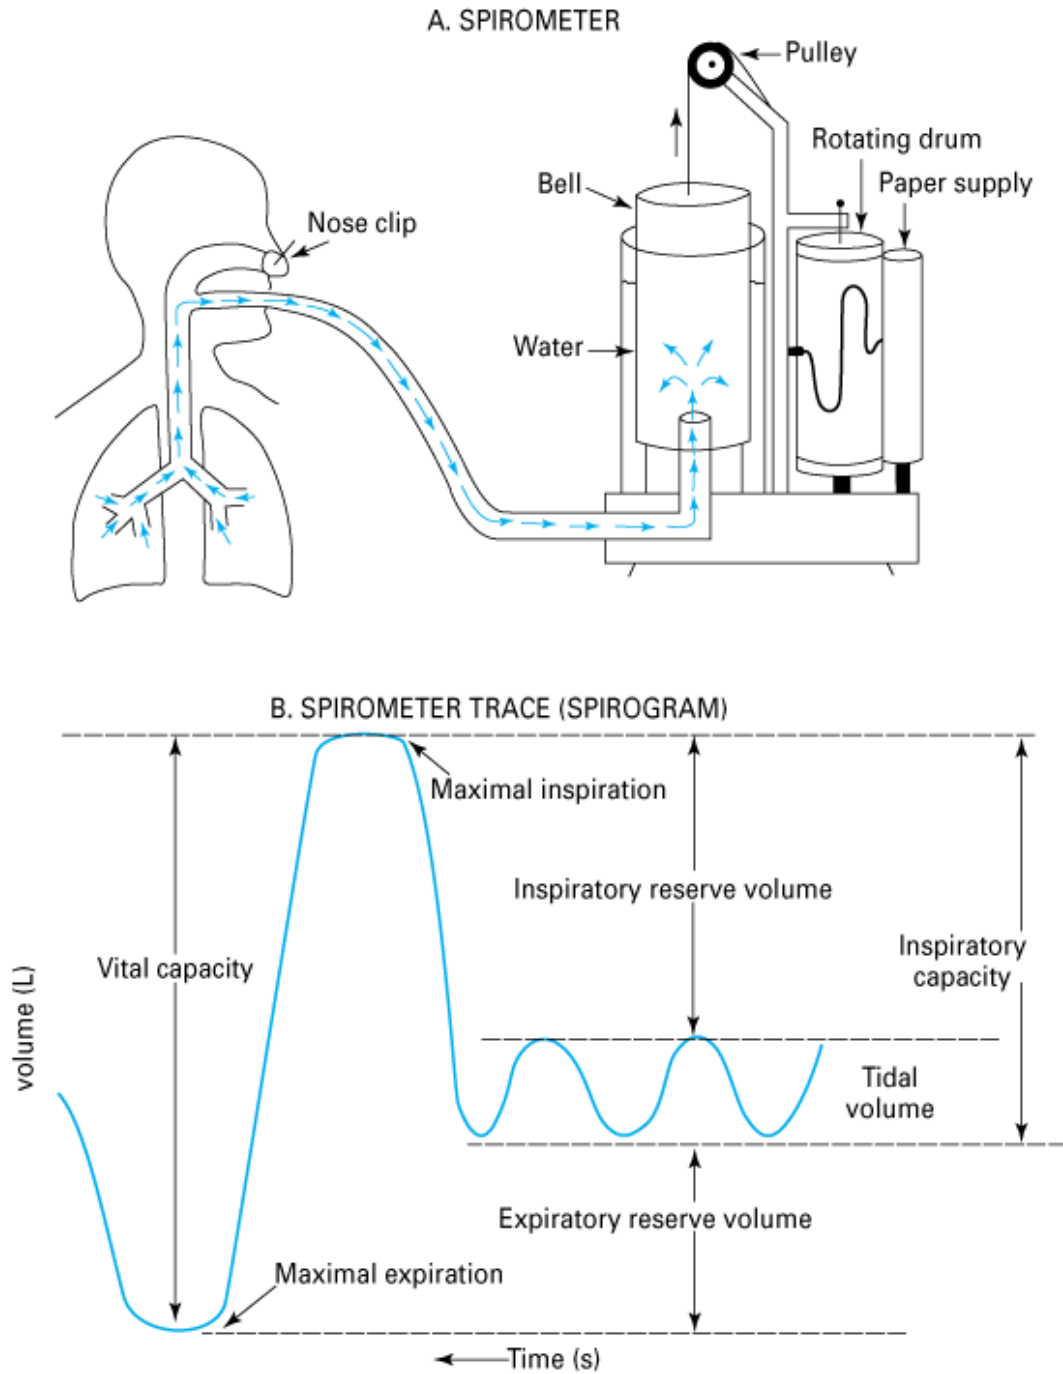 A. SPIROMETER
Pulley
Rotating drum
Bell
Paper supply
Nose clip
Water
B. SPIROMETER TRACE (SPIROGRAM)
Maximal inspiration
Inspiratory reserve volume
Vital capacity
Inspiratory
capacity
volume (L)
Tidal
volume
Expiratory reserve volume
Maximal expiration
Time (s)